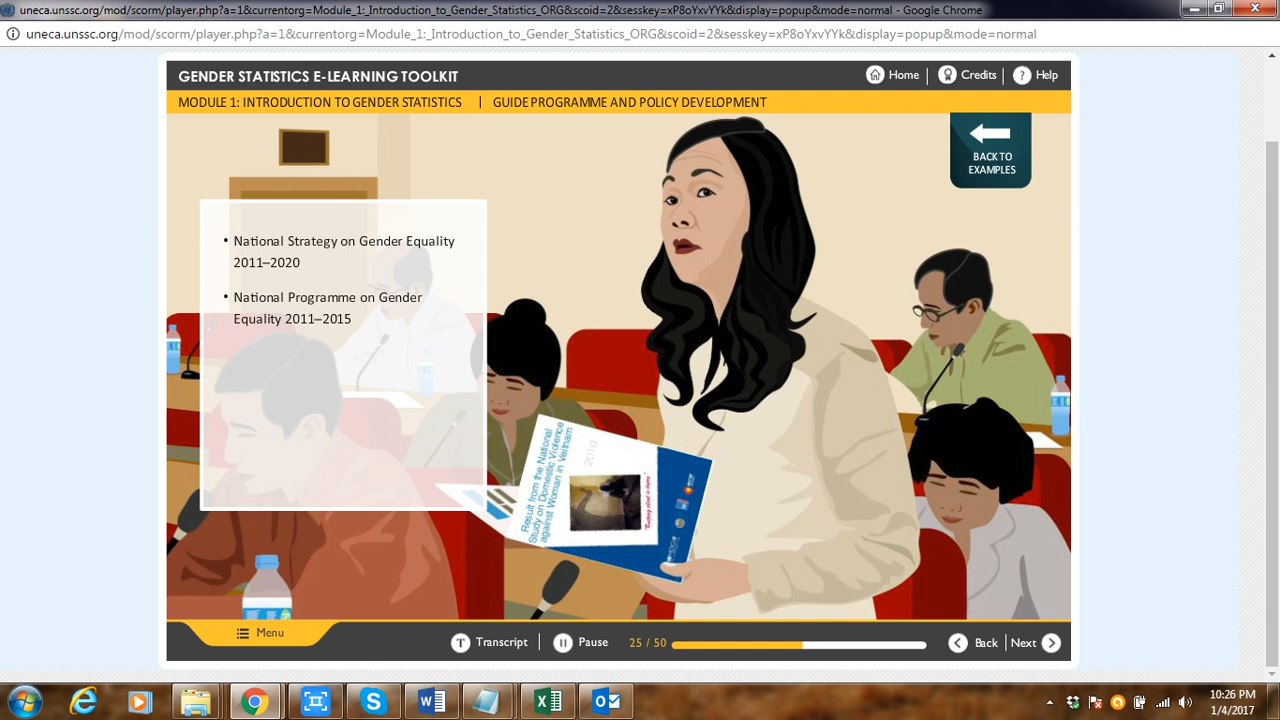 uneca.unssc.org/mod/scorm/player.php?a=1&currentorg=Module_1:_Introduction_to_Gender_Statistics_ORG&scoid=2&sesskey=xP8oYxvYYk&display=popup&mode=normal - Google Chrome
uneca.unssc.org/mod/scorm/player.php?a=1&currentorg=Module_1:_Introduction_to_Gender_Statistics_ORG&scoid=2&sesskey=xP8oYxvYYk&display=popup&mode=normal
GENDER STATISTICS E-LEARNING TOOLKIT
Home | Credits | ? Help
MODULE 1: INTRODUCTION TO GENDER STATISTICS | GUIDE PROGRAMME AND POLICY DEVELOPMENT
BACK TO
EXAMPLES
• National Strategy on Gender Equality
2011–2020
• National Programme on Gender
Equality 2011–2015
Result from the National
Study on Domestic Violence
against Woman in Veitnam
2010
Menu
T Transcript | Pause 25 / 50
Back | Next
10:26 PM
1/4/2017